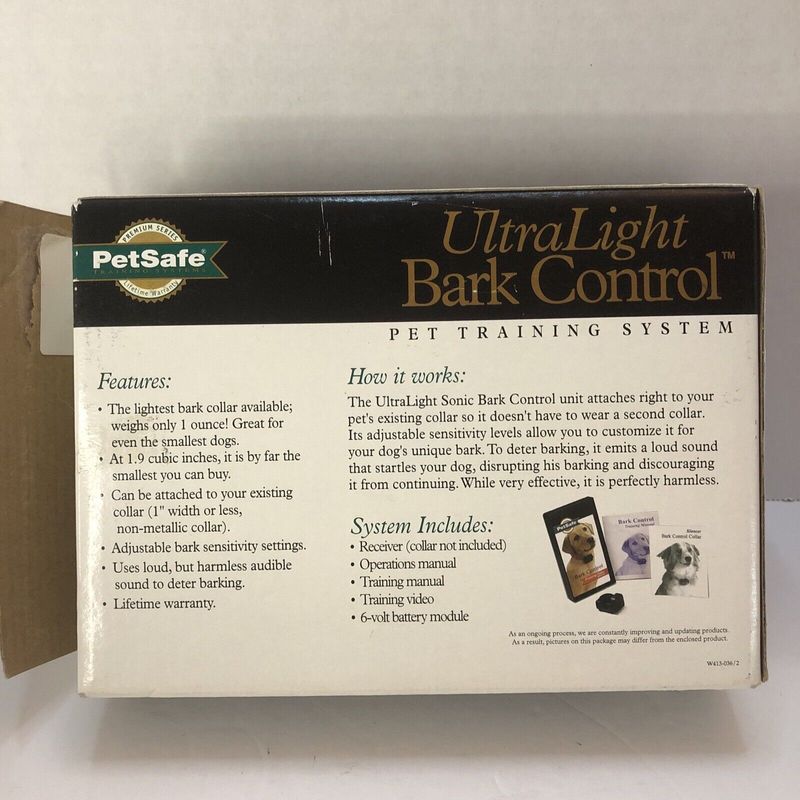 PREMIUM SERIES
PetSafe®
TRAINING SYSTEMS
Lifetime Warranty
UltraLight
Bark Control™
PET TRAINING SYSTEM
Features:
• The lightest bark collar available;
weighs only 1 ounce! Great for
even the smallest dogs.
• At 1.9 cubic inches, it is by far the
smallest you can buy.
• Can be attached to your existing
collar (1" width or less,
non-metallic collar).
• Adjustable bark sensitivity settings.
• Uses loud, but harmless audible
sound to deter barking.
• Lifetime warranty.
How it works:
The UltraLight Sonic Bark Control unit attaches right to your
pet's existing collar so it doesn't have to wear a second collar.
Its adjustable sensitivity levels allow you to customize it for
your dog's unique bark. To deter barking, it emits a loud sound
that startles your dog, disrupting his barking and discouraging
it from continuing. While very effective, it is perfectly harmless.
System Includes:
• Receiver (collar not included)
• Operations manual
• Training manual
• Training video
• 6-volt battery module
PetSafe
Bark Control
Bark Control
Training Manual
Bark Control Collar
As an ongoing process, we are constantly improving and updating products.
As a result, pictures on this package may differ from the enclosed product.
W413-036/2